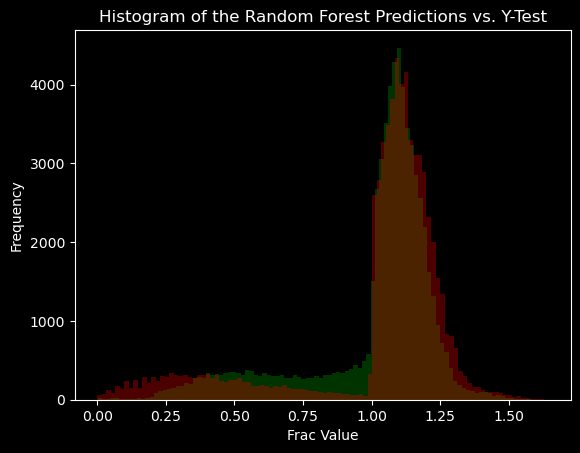 Histogram of the Random Forest Predictions vs. Y-Test
4000
3000
2000
1000
0
Frequency
0.00 0.25 0.50 0.75 1.00 1.25 1.50
Frac Value